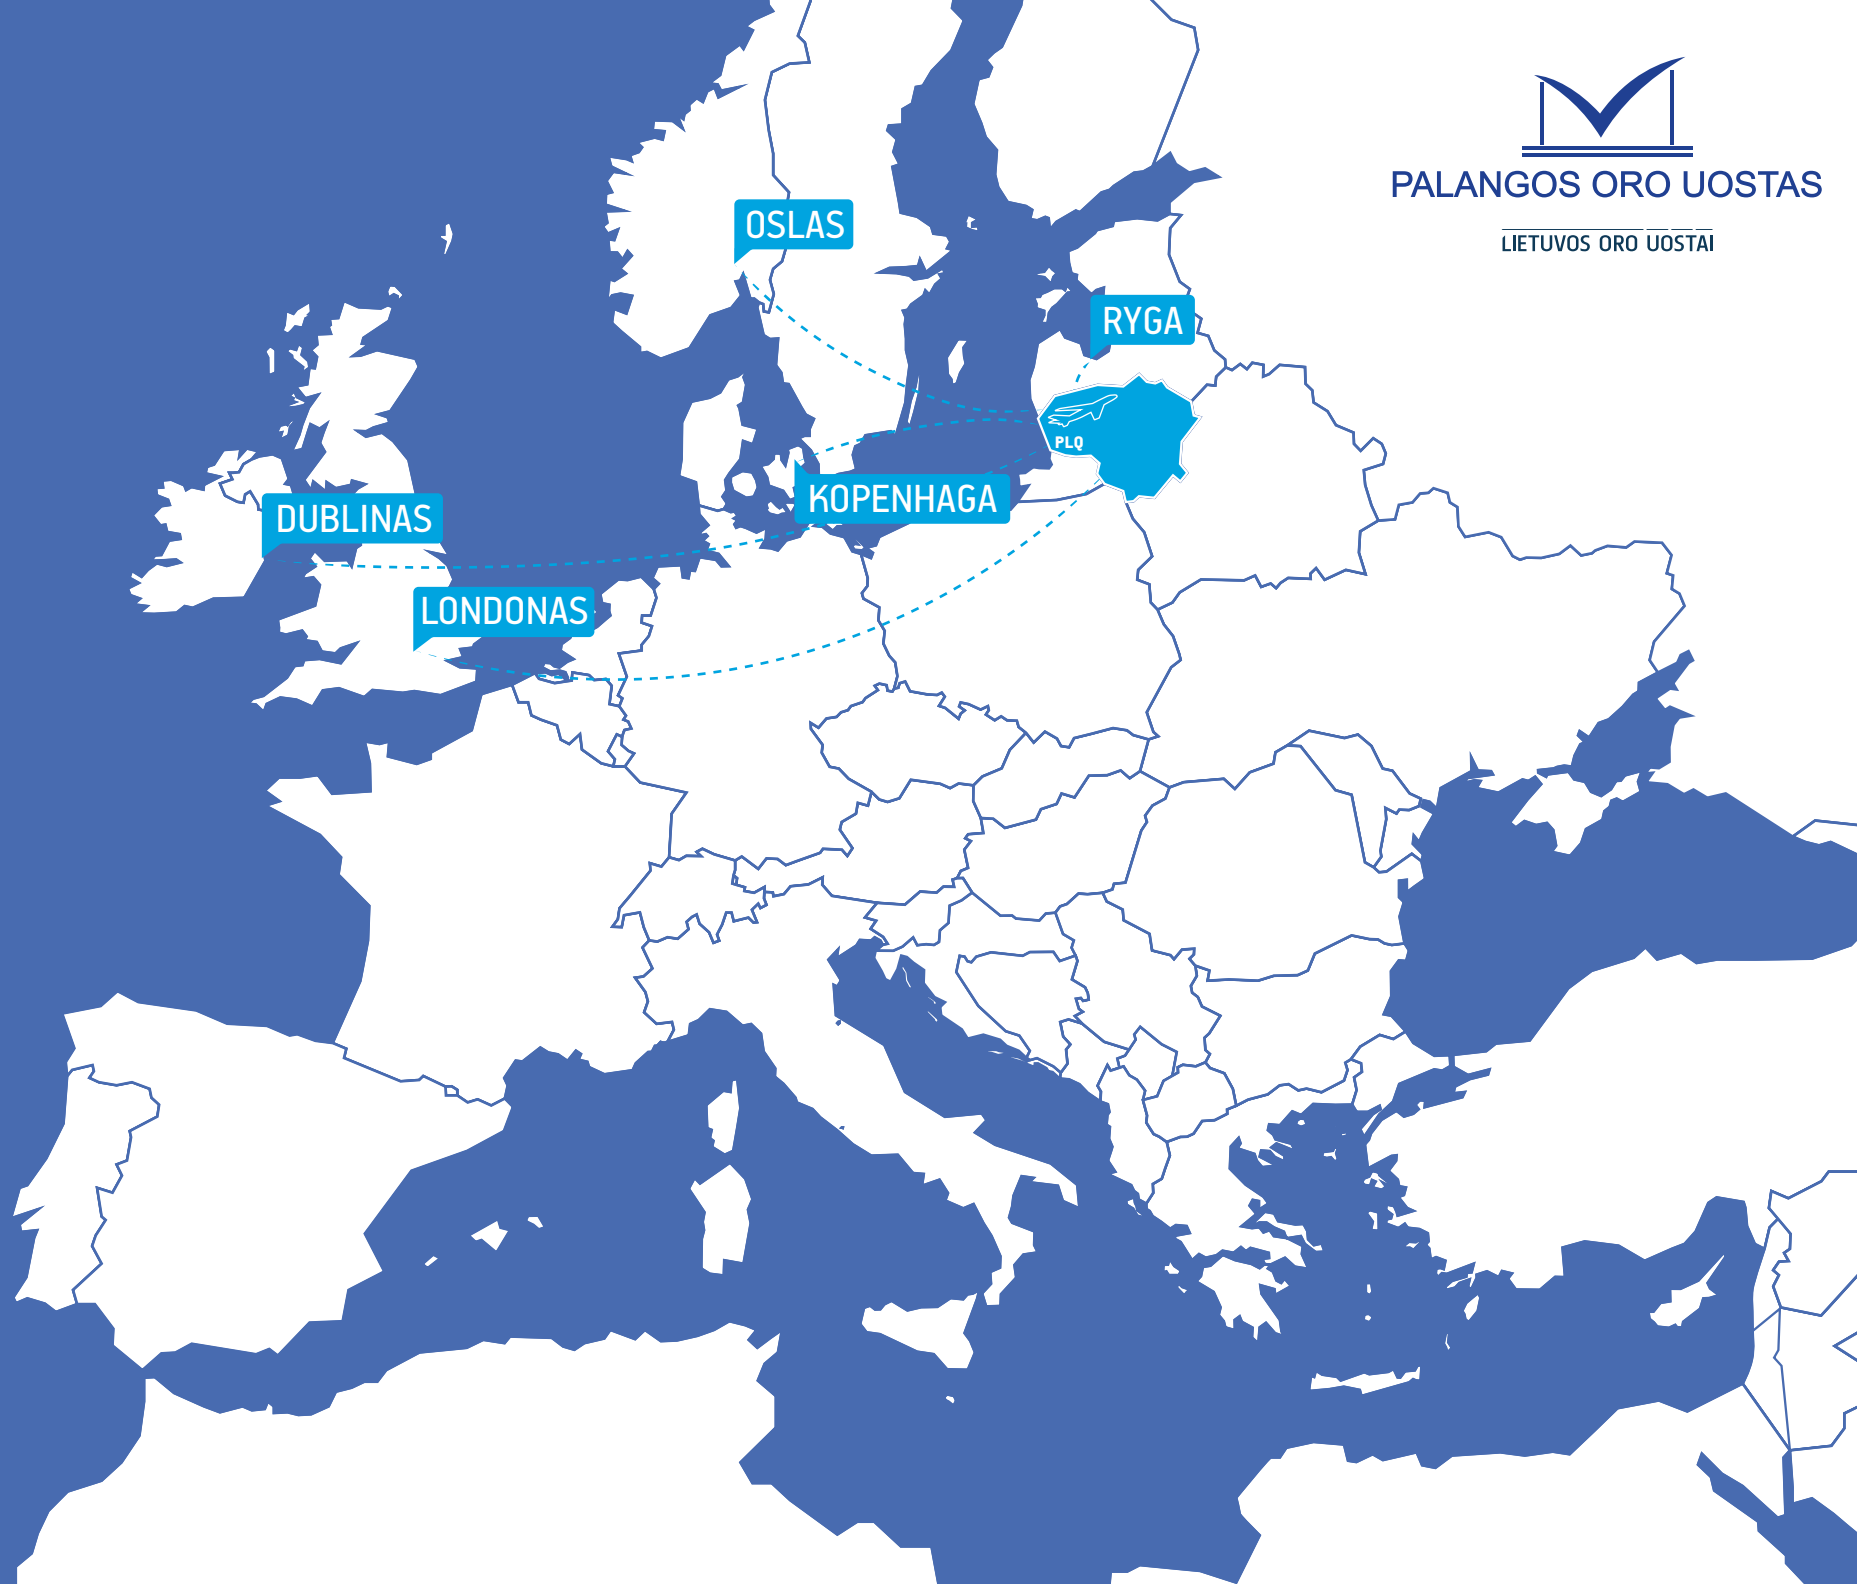 PALANGOS ORO UOSTAS
LIETUVOS ORO UOSTAI
OSLAS
RYGA
PLQ
KOPENHAGA
DUBLINAS
LONDONAS